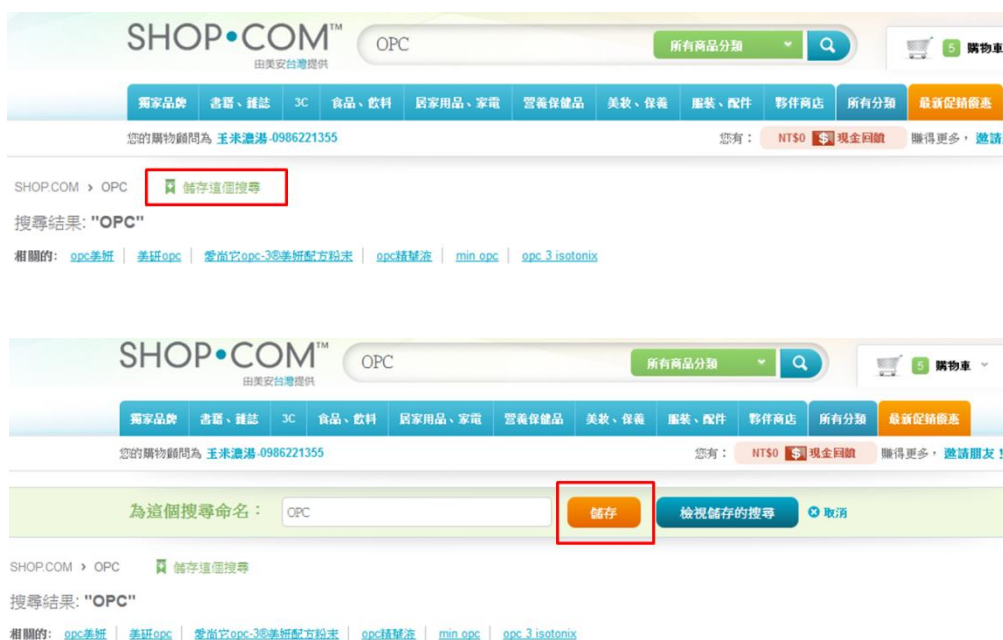 SHOP•COM™ OPC 所有商品分類 5 購物車
由美安台灣提供
獨家品牌 書籍、雜誌 3C 食品、飲料 居家用品、家電 營養保健品 美妝、保養 服裝、配件 夥伴商店 所有分類 最新促銷優惠
您的購物顧問為 玉米濃湯-0986221355 您有： NT$0 $ 現金回饋 賺得更多，邀請
SHOP.COM > OPC 儲存這個搜尋
搜尋結果: "OPC"
相關的: opc美妍 美研opc 愛尚它opc-3®美妍配方粉末 opc精華液 min opc opc 3 isotonix
SHOP•COM™ OPC 所有商品分類 5 購物車
由美安台灣提供
獨家品牌 書籍、雜誌 3C 食品、飲料 居家用品、家電 營養保健品 美妝、保養 服裝、配件 夥伴商店 所有分類 最新促銷優惠
您的購物顧問為 玉米濃湯-0986221355 您有： NT$0 $ 現金回饋 賺得更多，邀請朋友！
為這個搜尋命名： OPC 儲存 檢視儲存的搜尋 取消
SHOP.COM > OPC 儲存這個搜尋
搜尋結果: "OPC"
相關的: opc美妍 美研opc 愛尚它opc-3®美妍配方粉末 opc精華液 min opc opc 3 isotonix